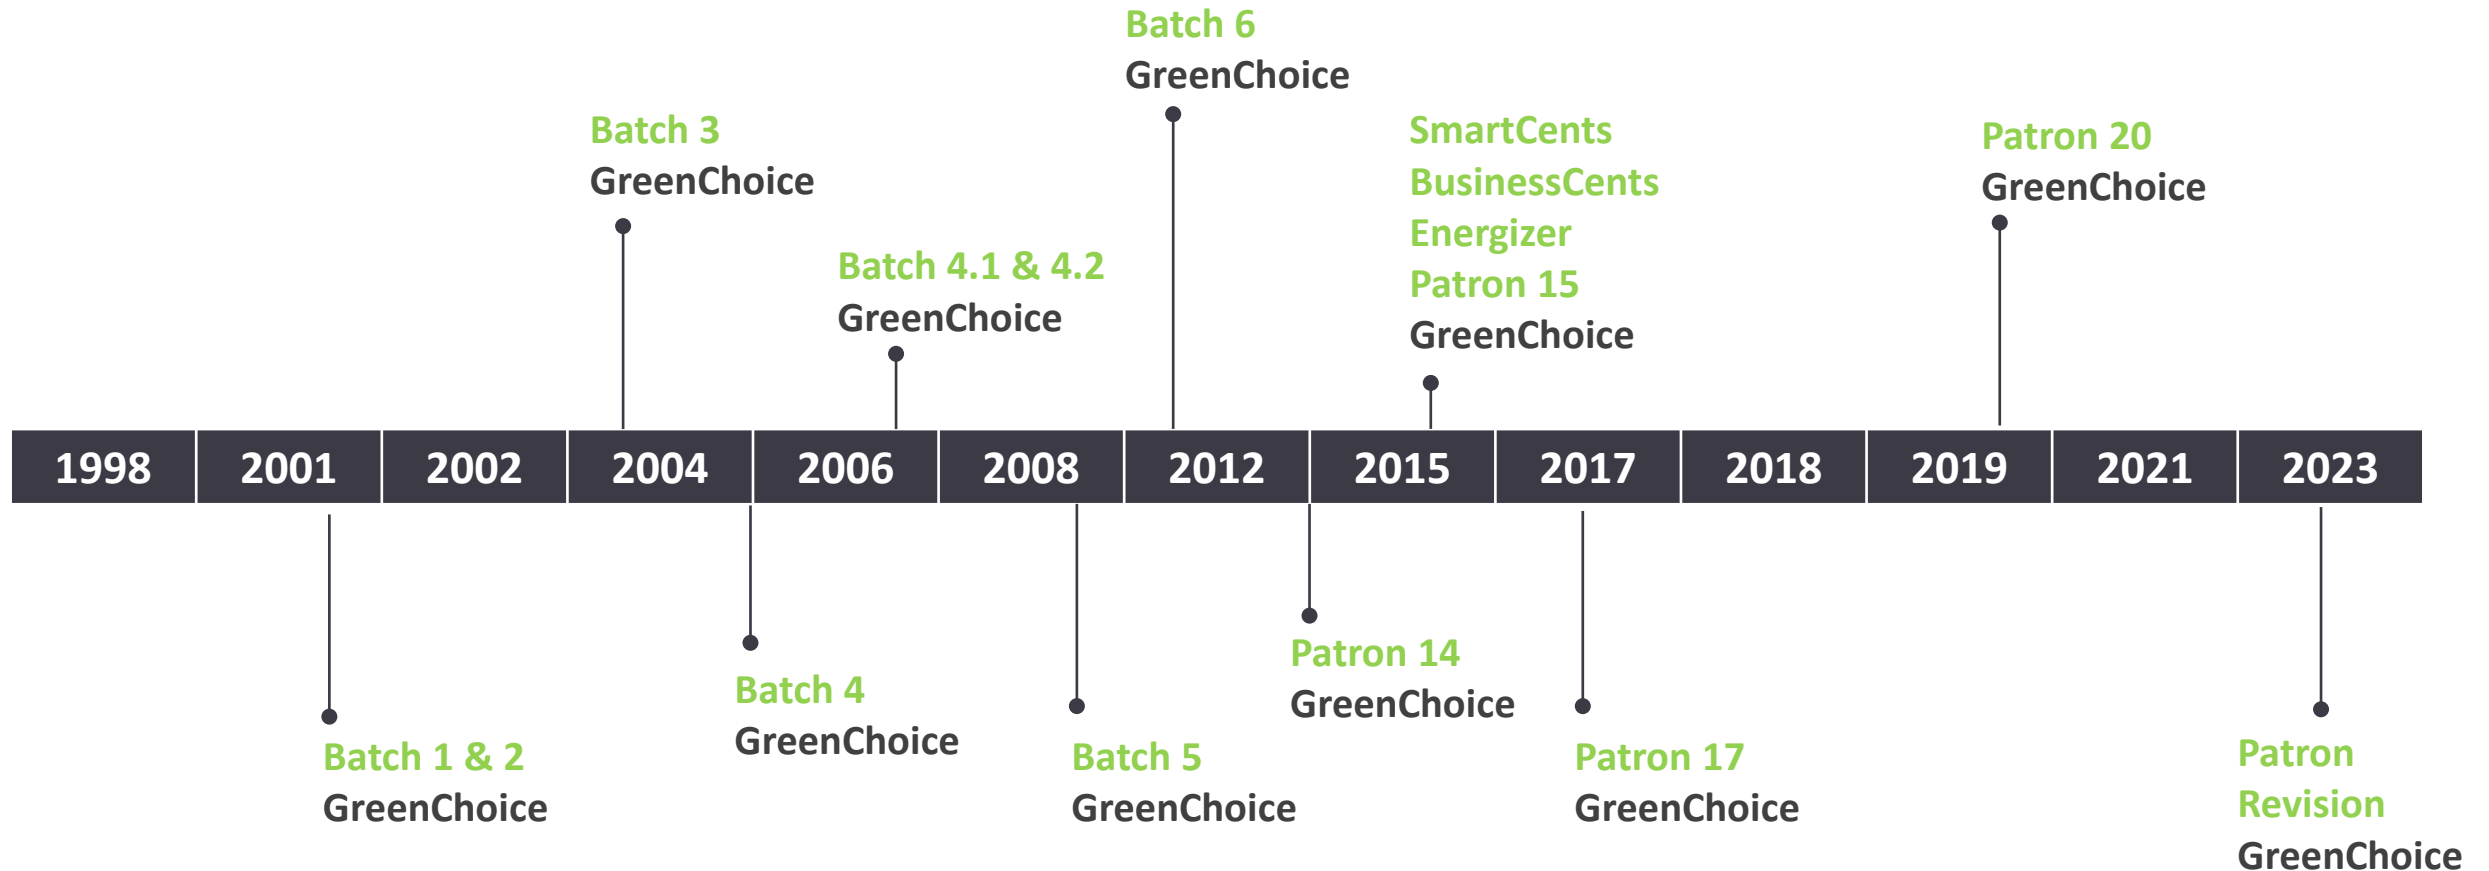 Batch 6
GreenChoice
Batch 3
GreenChoice
SmartCents
BusinessCents
Energizer
Patron 15
GreenChoice
Patron 20
GreenChoice
Batch 4.1 & 4.2
GreenChoice
1998 2001 2002 2004 2006 2008 2012 2015 2017 2018 2019 2021 2023
Batch 1 & 2
GreenChoice
Batch 4
GreenChoice
Batch 5
GreenChoice
Patron 14
GreenChoice
Patron 17
GreenChoice
Patron
Revision
GreenChoice